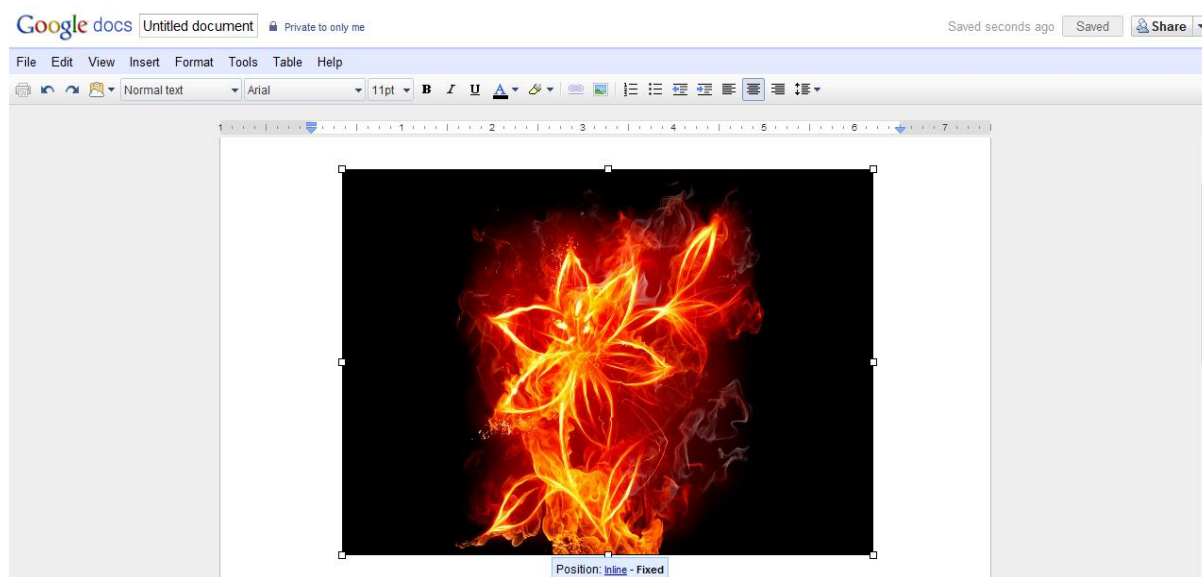 Google docs Untitled document Private to only me Saved seconds ago Saved Share
File Edit View Insert Format Tools Table Help
Normal text Arial 11pt B I U A
1 1 2 3 4 5 6 7
Position: Inline - Fixed